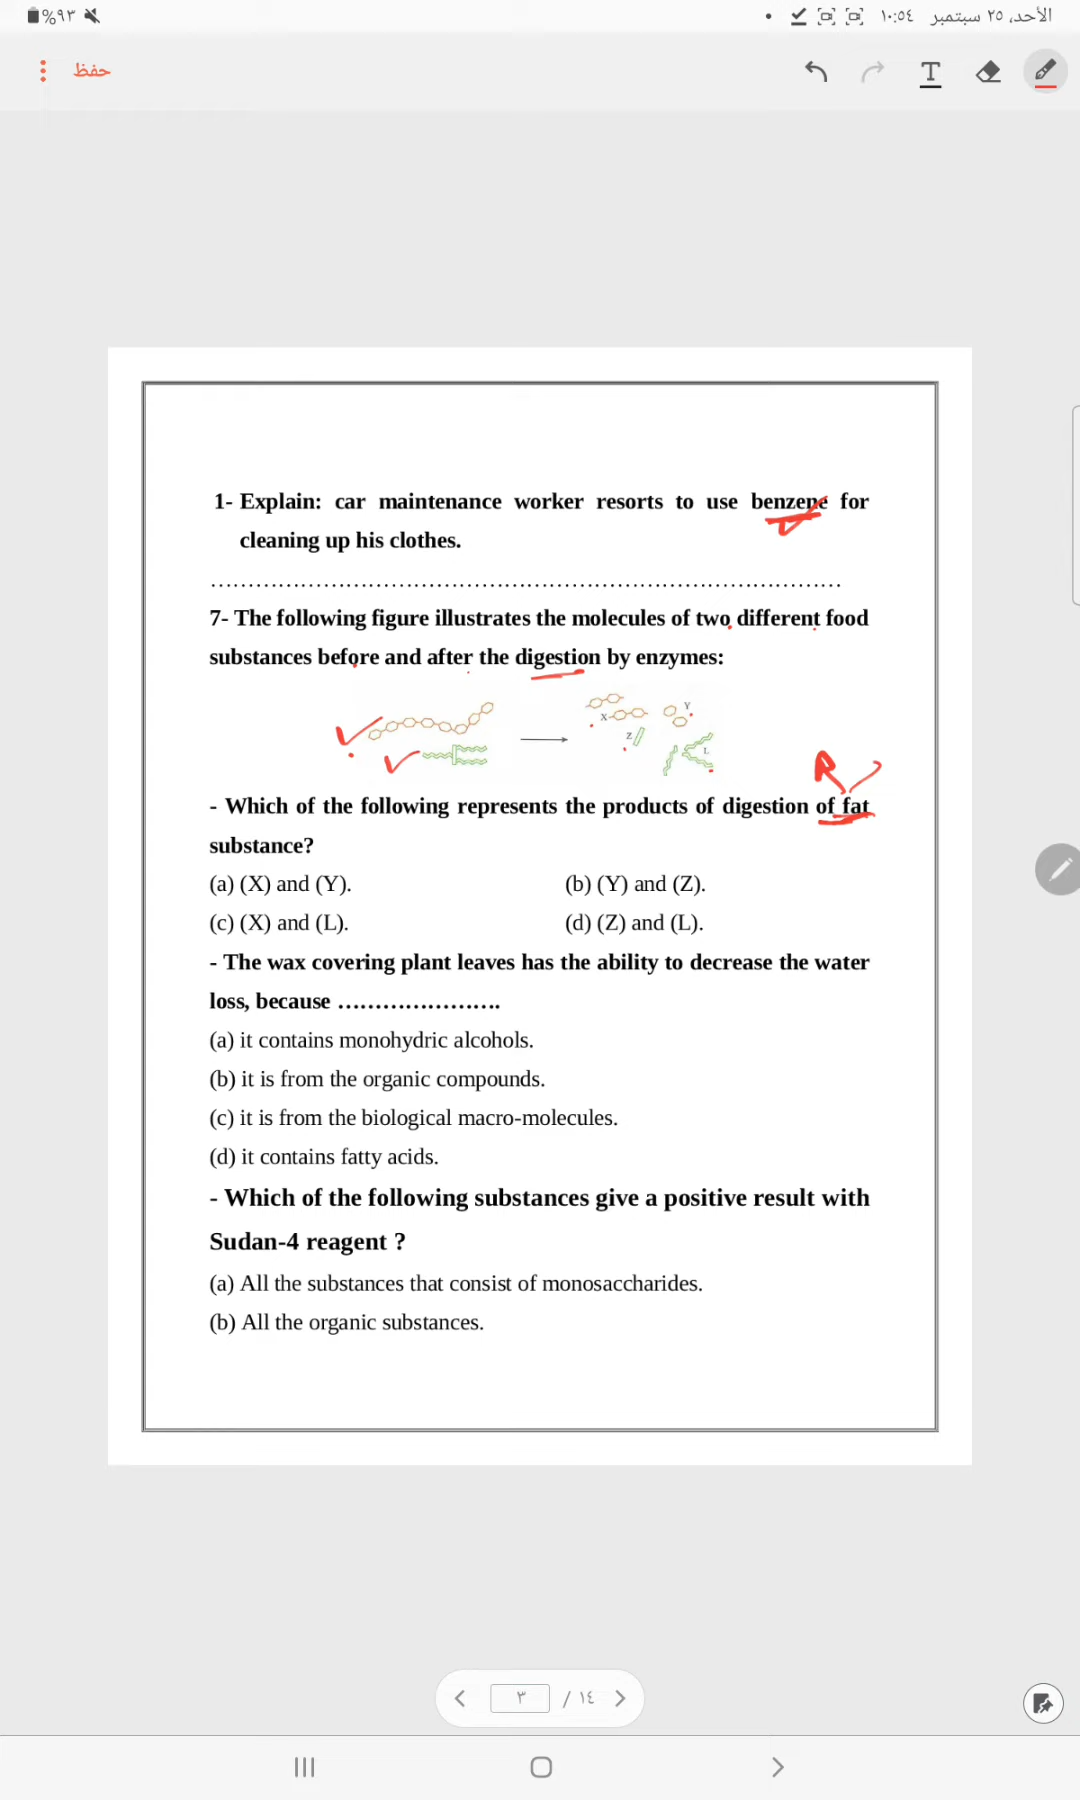 %٩٣
١٠:٥٤ الأحد، ٢٥ سبتمبر
حفظ
T
1- Explain: car maintenance worker resorts to use benzene for
cleaning up his clothes.
....................................................................................
7- The following figure illustrates the molecules of two different food
substances before and after the digestion by enzymes:
X
Y
Z
L
- Which of the following represents the products of digestion of fat
substance?
(a) (X) and (Y). (b) (Y) and (Z).
(c) (X) and (L). (d) (Z) and (L).
- The wax covering plant leaves has the ability to decrease the water
loss, because ......................
(a) it contains monohydric alcohols.
(b) it is from the organic compounds.
(c) it is from the biological macro-molecules.
(d) it contains fatty acids.
- Which of the following substances give a positive result with
Sudan-4 reagent ?
(a) All the substances that consist of monosaccharides.
(b) All the organic substances.
٣ / ١٤